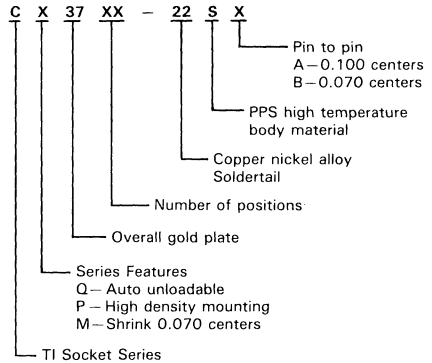 C X 37 XX – 22 S X
Pin to pin
A—0.100 centers
B—0.070 centers
PPS high temperature
body material
Copper nickel alloy
Soldertail
Number of positions
Overall gold plate
Series Features
Q—Auto unloadable
P—High density mounting
M—Shrink 0.070 centers
TI Socket Series